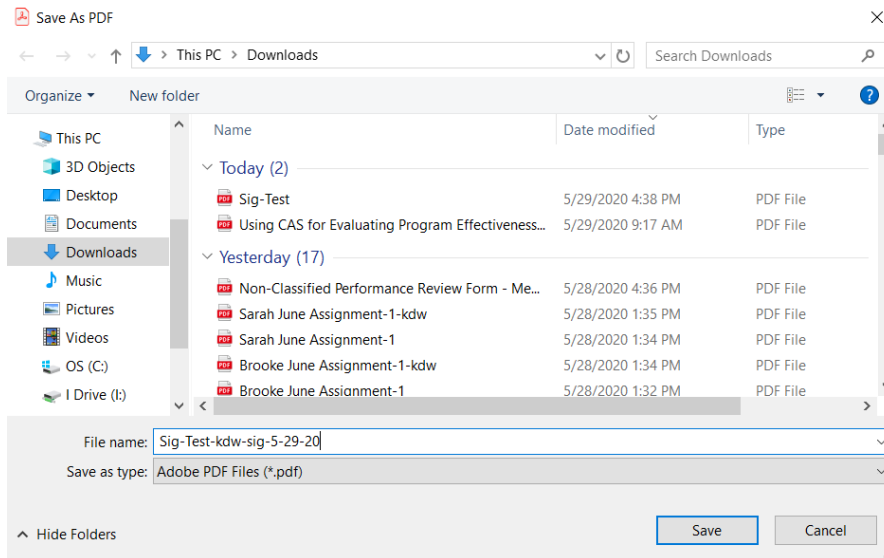 Save As PDF
This PC > Downloads
Search Downloads
Organize
New folder
?
Name Date modified Type
This PC
3D Objects
Desktop
Documents
Downloads
Music
Pictures
Videos
OS (C:)
I Drive (I:)
Today (2)
PDF Sig-Test 5/29/2020 4:38 PM PDF File
PDF Using CAS for Evaluating Program Effectiveness... 5/29/2020 9:17 AM PDF File
Yesterday (17)
PDF Non-Classified Performance Review Form - Me... 5/28/2020 4:36 PM PDF File
PDF Sarah June Assignment-1-kdw 5/28/2020 1:35 PM PDF File
PDF Sarah June Assignment-1 5/28/2020 1:34 PM PDF File
PDF Brooke June Assignment-1-kdw 5/28/2020 1:34 PM PDF File
PDF Brooke June Assignment-1 5/28/2020 1:32 PM PDF File
File name: Sig-Test-kdw-sig-5-29-20
Save as type: Adobe PDF Files (*.pdf)
Hide Folders
Save
Cancel